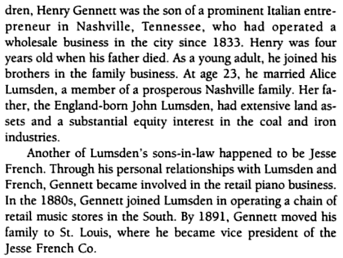 dren, Henry Gennett was the son of a prominent Italian entre-
preneur in Nashville, Tennessee, who had operated a
wholesale business in the city since 1833. Henry was four
years old when his father died. As a young adult, he joined his
brothers in the family business. At age 23, he married Alice
Lumsden, a member of a prosperous Nashville family. Her fa-
ther, the England-born John Lumsden, had extensive land as-
sets and a substantial equity interest in the coal and iron
industries.
Another of Lumsden's sons-in-law happened to be Jesse
French. Through his personal relationships with Lumsden and
French, Gennett became involved in the retail piano business.
In the 1880s, Gennett joined Lumsden in operating a chain of
retail music stores in the South. By 1891, Gennett moved his
family to St. Louis, where he became vice president of the
Jesse French Co.